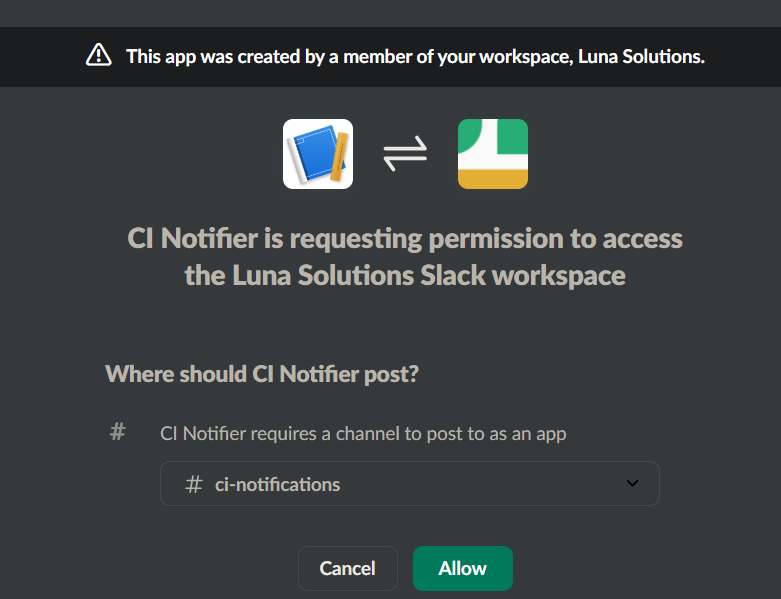 This app was created by a member of your workspace, Luna Solutions.
CI Notifier is requesting permission to access
the Luna Solutions Slack workspace
Where should CI Notifier post?
# CI Notifier requires a channel to post to as an app
# ci-notifications
Cancel Allow